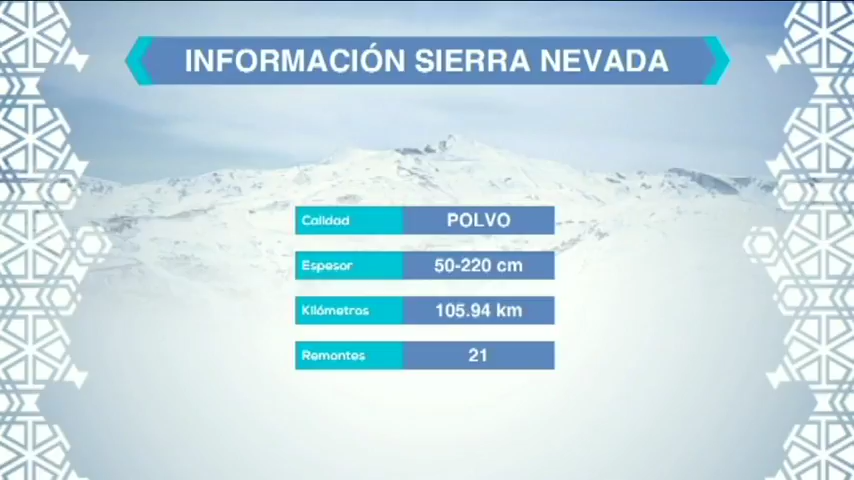 INFORMACIÓN SIERRA NEVADA
Calidad POLVO
Espesor 50-220 cm
Kilómetros 105.94 km
Remontes 21